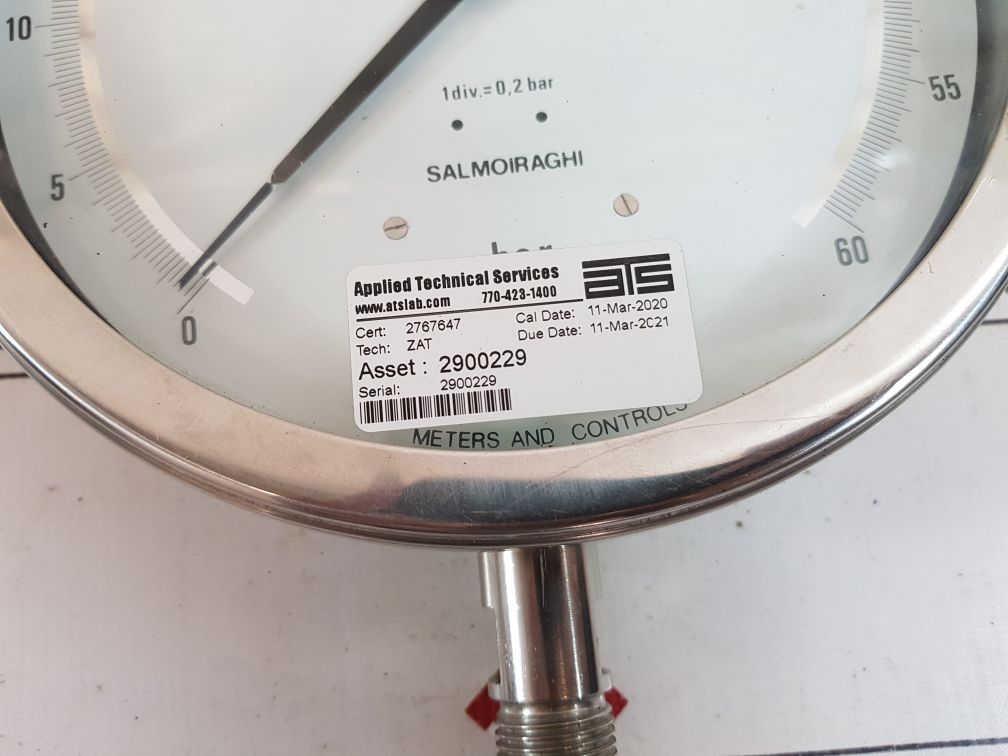 10
1div.=0,2 bar
55
SALMOIRAGHI
5
60
bar
0
Applied Technical Services
ATS
www.atslab.com 770-423-1400
Cert: 2767647 Cal Date: 11-Mar-2020
Tech: ZAT Due Date: 11-Mar-2021
Asset : 2900229
Serial: 2900229
METERS AND CONTROLS